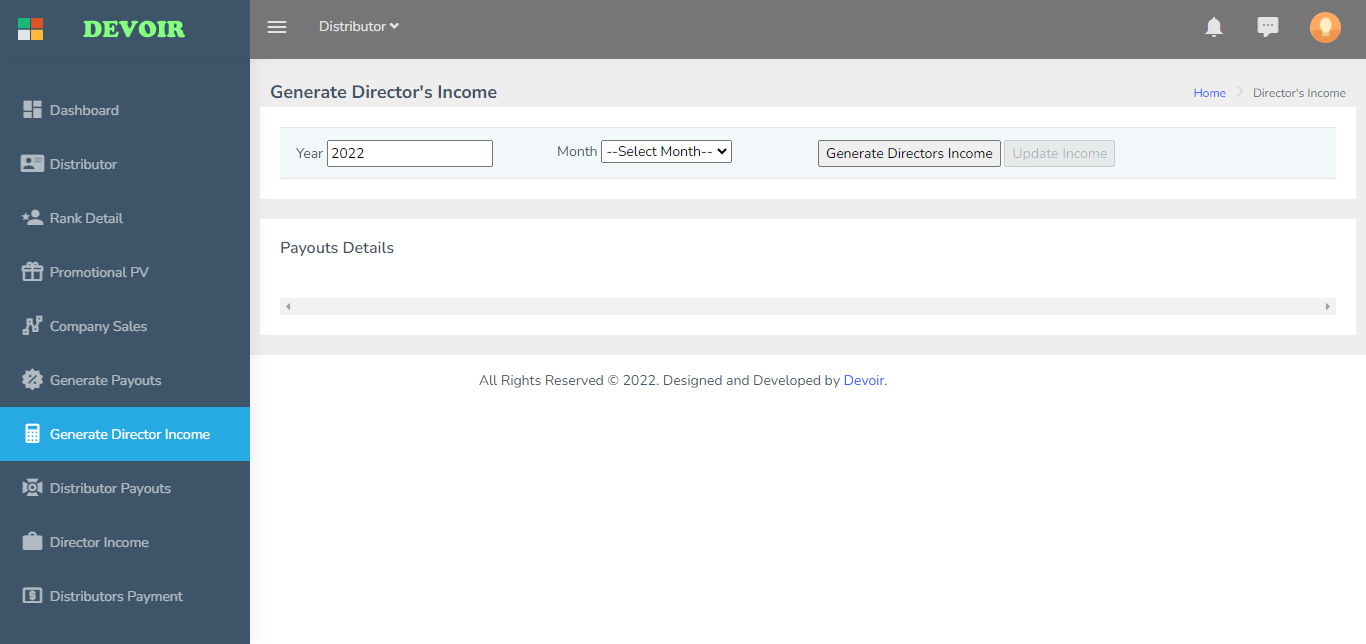 DEVOIR
Distributor
Dashboard
Distributor
Rank Detail
Promotional PV
Company Sales
Generate Payouts
Generate Director Income
Distributor Payouts
Director Income
Distributors Payment
Generate Director's Income
Home
Director's Income
Year 2022
Month --Select Month--
Generate Directors Income
Update Income
Payouts Details
All Rights Reserved © 2022. Designed and Developed by Devoir.